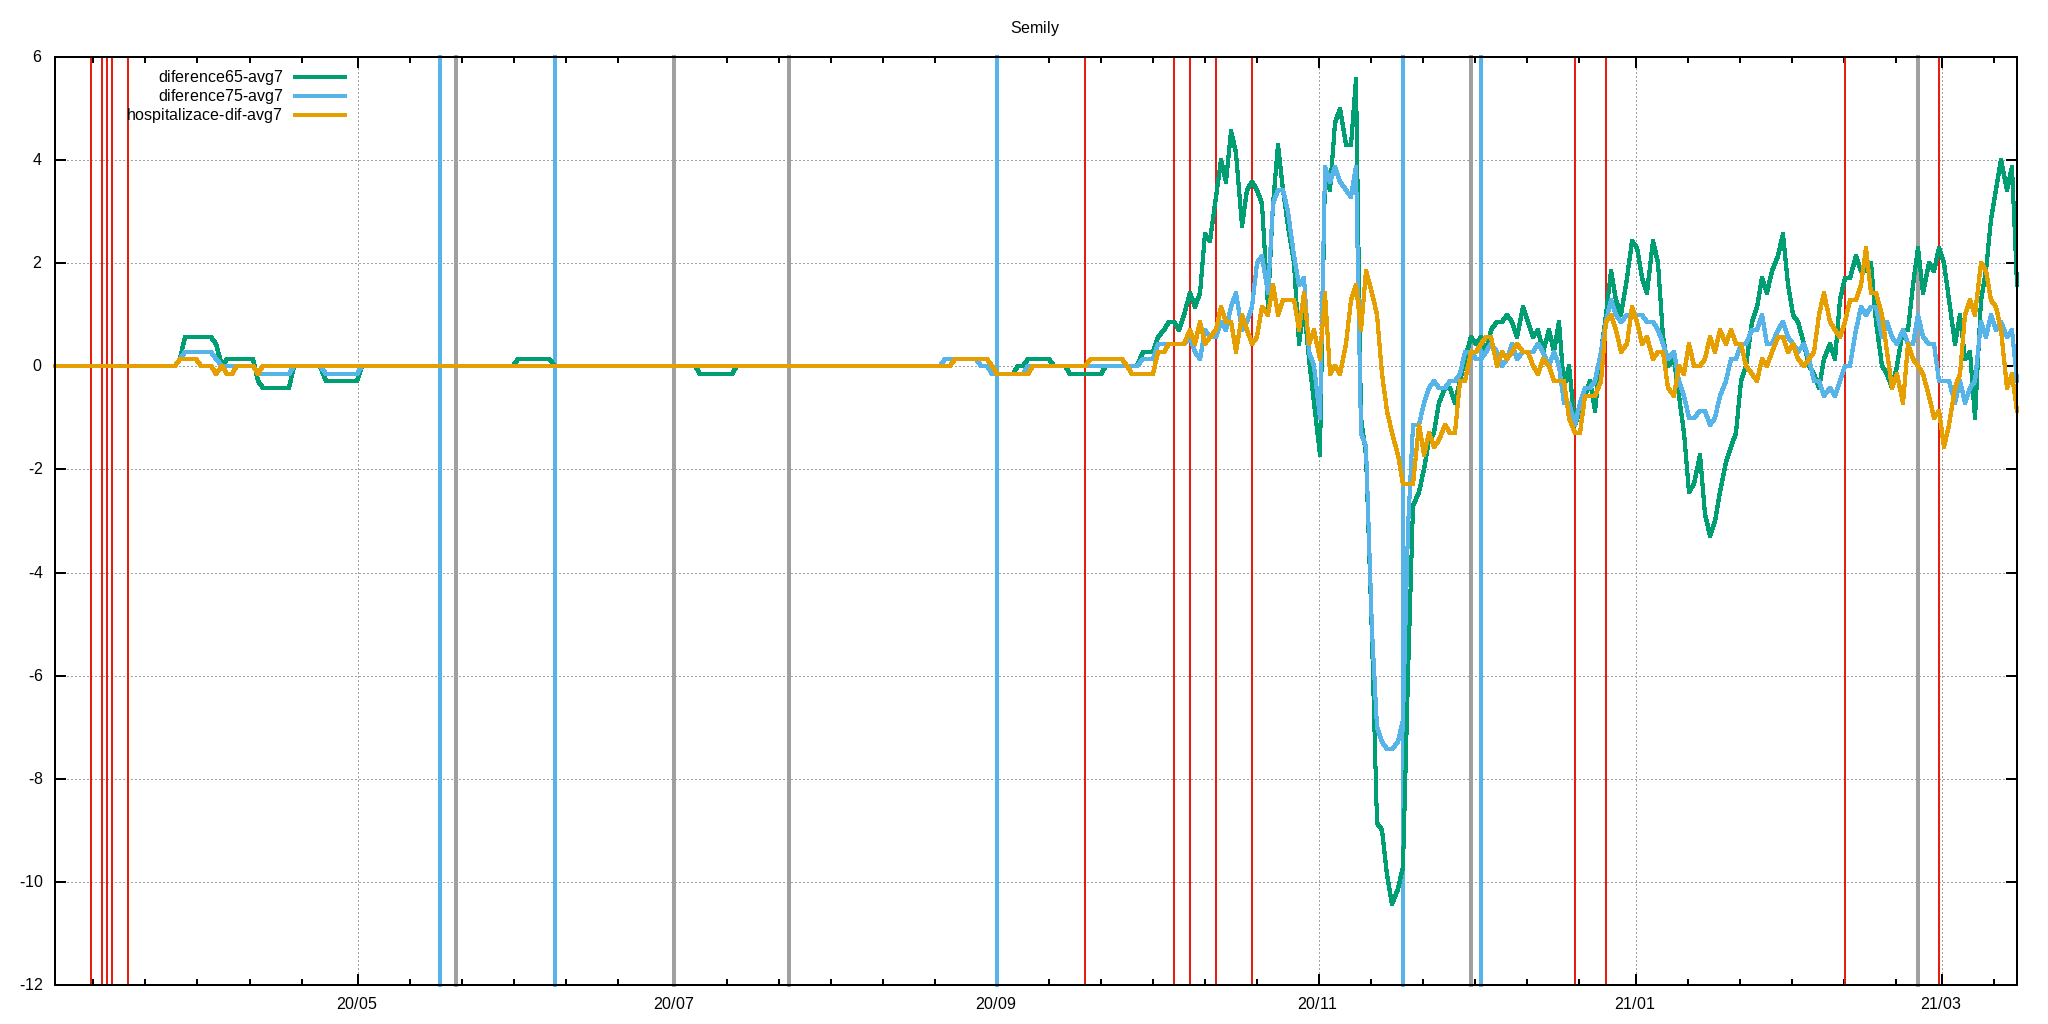 Semily
6
diference65-avg7
diference75-avg7
hospitalizace-dif-avg7
4
2
0
-2
-4
-6
-8
-10
-12
20/05 20/07 20/09 20/11 21/01 21/03